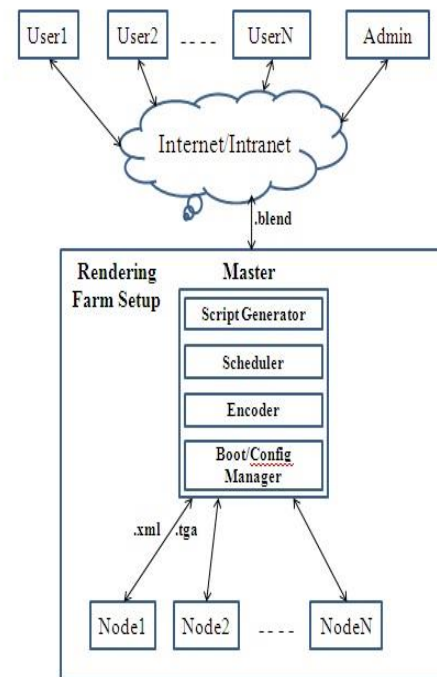 User1 User2 - - - - UserN Admin
Internet/Intranet
.blend
Rendering Master
Farm Setup
Script Generator
Scheduler
Encoder
Boot/Config
Manager
.xml .tga
Node1 Node2 - - - - NodeN